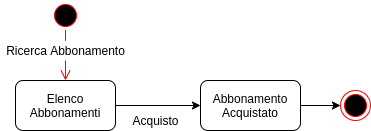 Ricerca Abbonamento
Elenco
Abbonamenti
Acquisto
Abbonamento
Acquistato